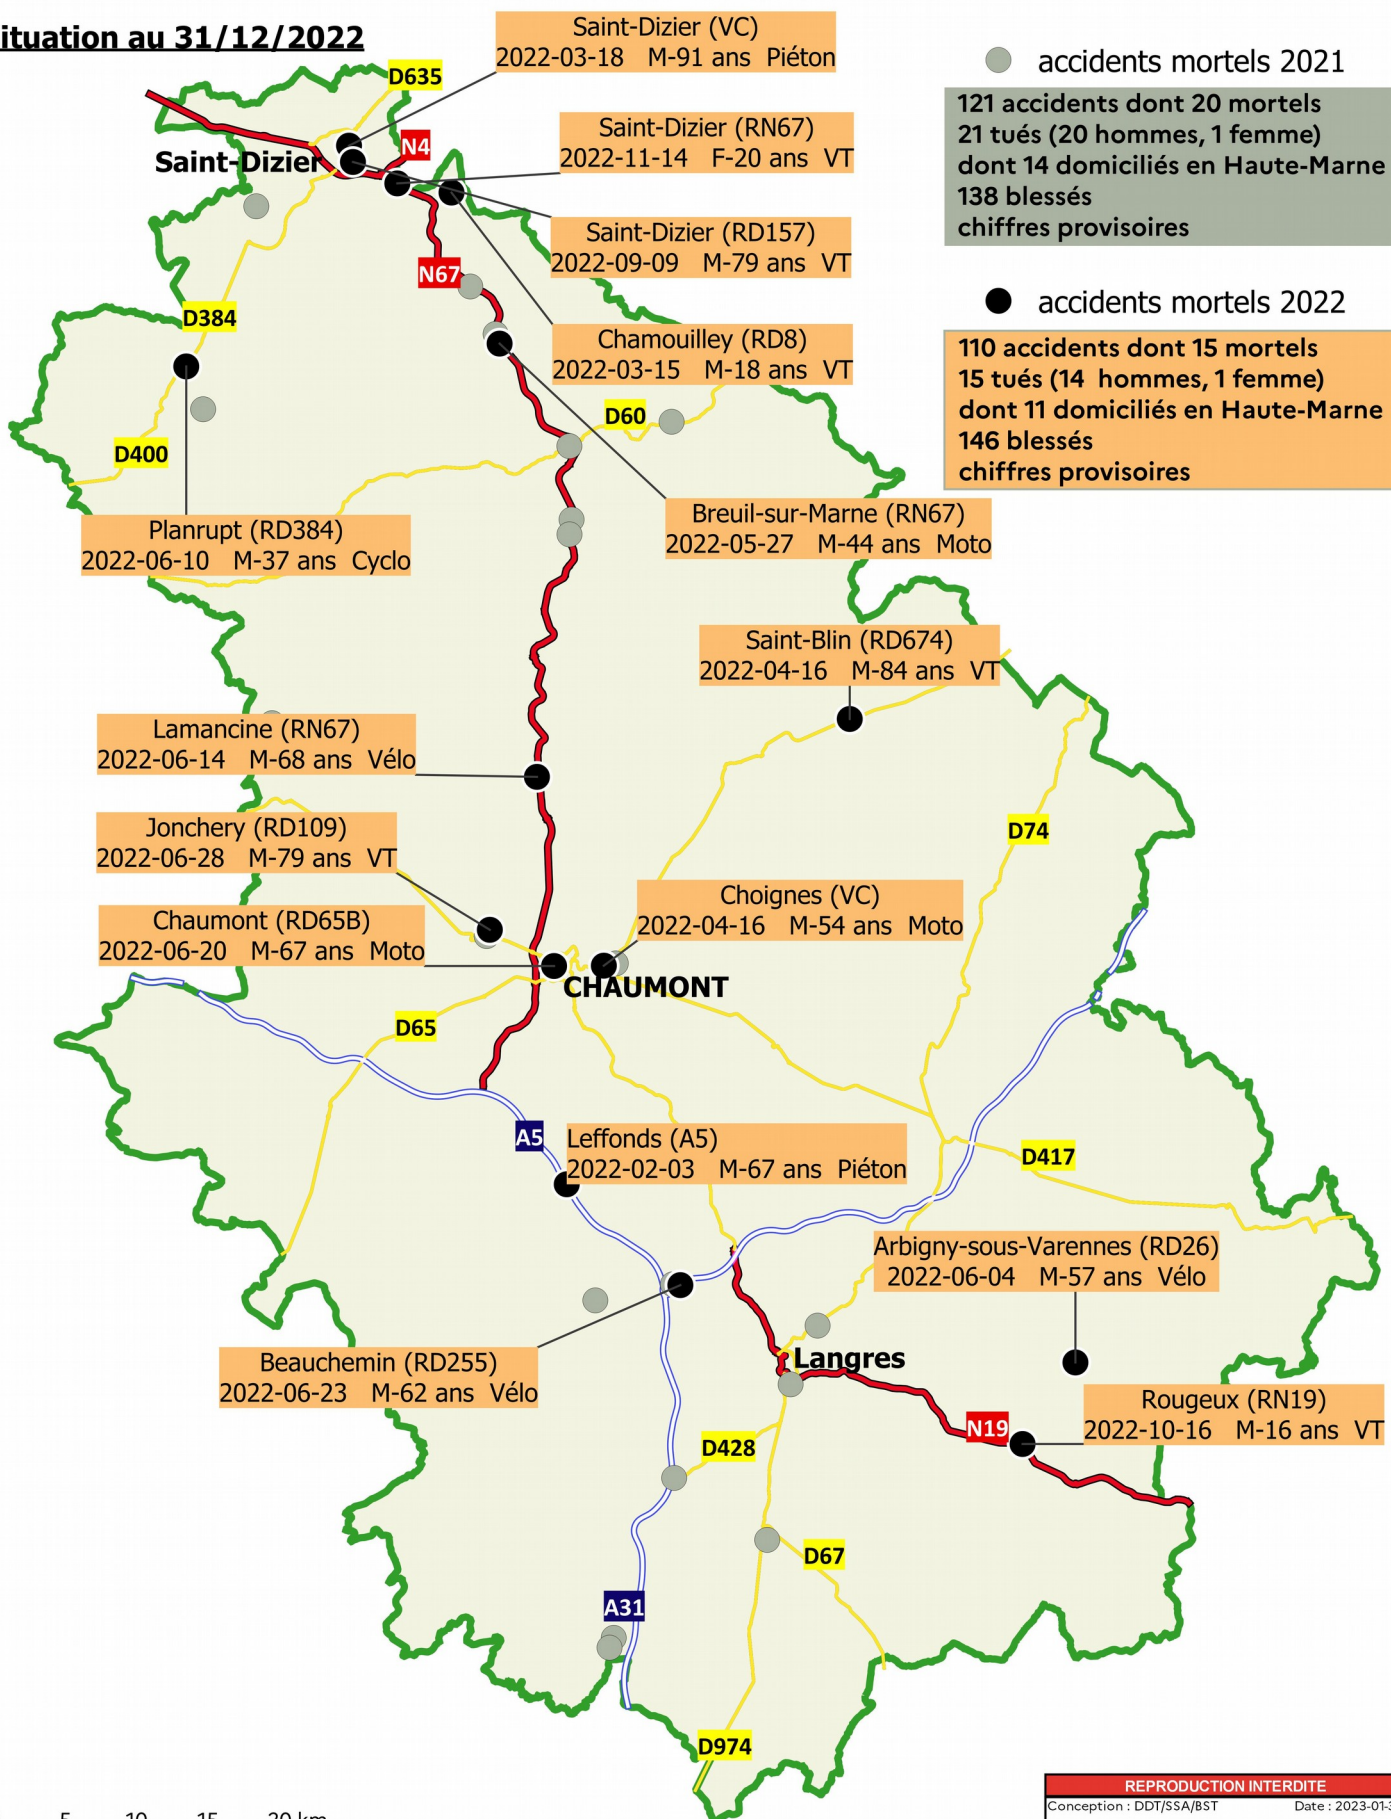 ituation au 31/12/2022
Saint-Dizier (VC)
2022-03-18 M-91 ans Piéton
accidents mortels 2021
121 accidents dont 20 mortels
21 tués (20 hommes, 1 femme)
dont 14 domiciliés en Haute-Marne
138 blessés
chiffres provisoires
D635
Saint-Dizier (RN67)
2022-11-14 F-20 ans VT
N4
Saint-Dizier
Saint-Dizier (RD157)
2022-09-09 M-79 ans VT
N67
accidents mortels 2022
110 accidents dont 15 mortels
15 tués (14 hommes, 1 femme)
dont 11 domiciliés en Haute-Marne
146 blessés
chiffres provisoires
D384
Chamouilley (RD8)
2022-03-15 M-18 ans VT
D60
D400
Breuil-sur-Marne (RN67)
2022-05-27 M-44 ans Moto
Planrupt (RD384)
2022-06-10 M-37 ans Cyclo
Saint-Blin (RD674)
2022-04-16 M-84 ans VT
Lamancine (RN67)
2022-06-14 M-68 ans Vélo
Jonchery (RD109)
2022-06-28 M-79 ans VT
D74
Choignes (VC)
2022-04-16 M-54 ans Moto
Chaumont (RD65B)
2022-06-20 M-67 ans Moto
CHAUMONT
D65
A5
Leffonds (A5)
2022-02-03 M-67 ans Piéton
D417
Arbigny-sous-Varennes (RD26)
2022-06-04 M-57 ans Vélo
Beauchemin (RD255)
2022-06-23 M-62 ans Vélo
Langres
Rougeux (RN19)
2022-10-16 M-16 ans VT
N19
D428
D67
A31
D974
REPRODUCTION INTERDITE
Conception : DDT/SSA/BST Date : 2023-01-3
5 10 15 20 km